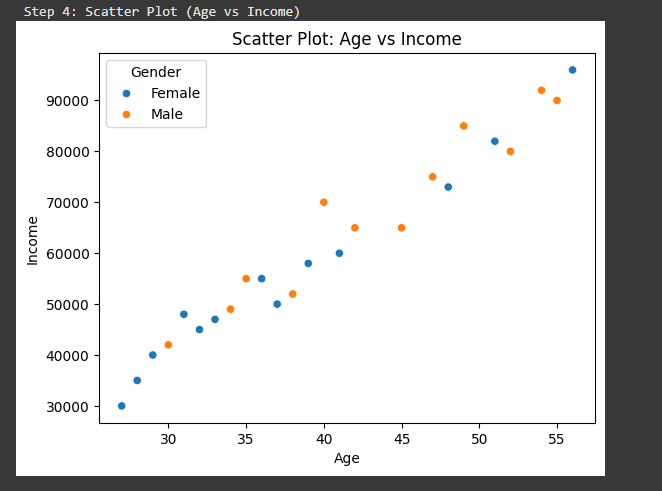 Step 4: Scatter Plot (Age vs Income)
Scatter Plot: Age vs Income
Gender
Female
Male
90000
80000
70000
60000
50000
40000
30000
Income
30 35 40 45 50 55
Age